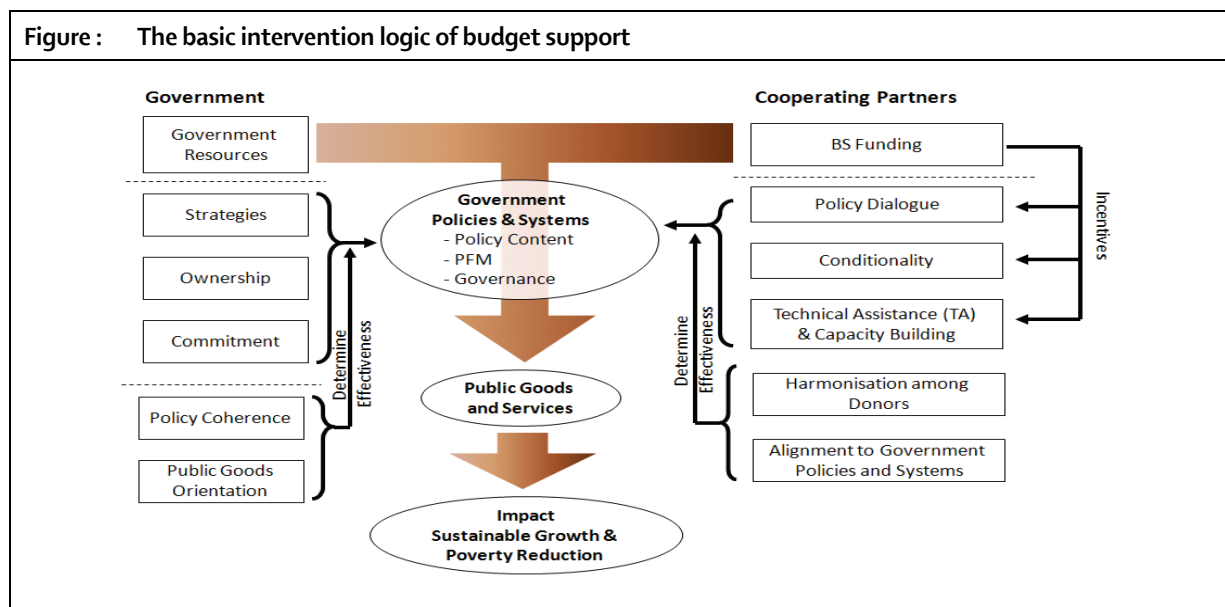 Figure : The basic intervention logic of budget support
Government
Cooperating Partners
Government
Resources
BS Funding
Strategies
Ownership
Commitment
Policy Coherence
Public Goods
Orientation
Determine
Effectiveness
Government
Policies & Systems
- Policy Content
- PFM
- Governance
Public Goods
and Services
Impact
Sustainable Growth &
Poverty Reduction
Determine
Effectiveness
Policy Dialogue
Conditionality
Technical Assistance (TA)
& Capacity Building
Harmonisation among
Donors
Alignment to Government
Policies and Systems
Incentives